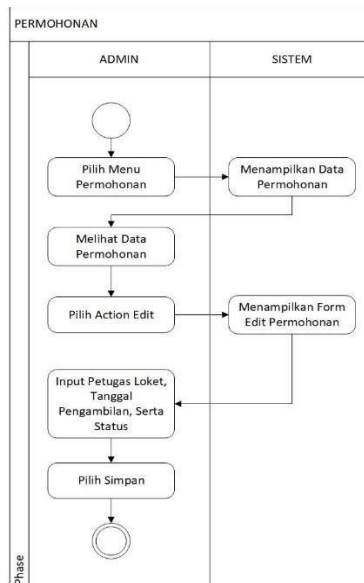 PERMOHONAN
ADMIN
SISTEM
Pilih Menu
Permohonan
Menampilkan Data
Permohonan
Melihat Data
Permohonan
Pilih Action Edit
Menampilkan Form
Edit Permohonan
Input Petugas Loket,
Tanggal
Pengambilan, Serta
Status
Pilih Simpan
Phase